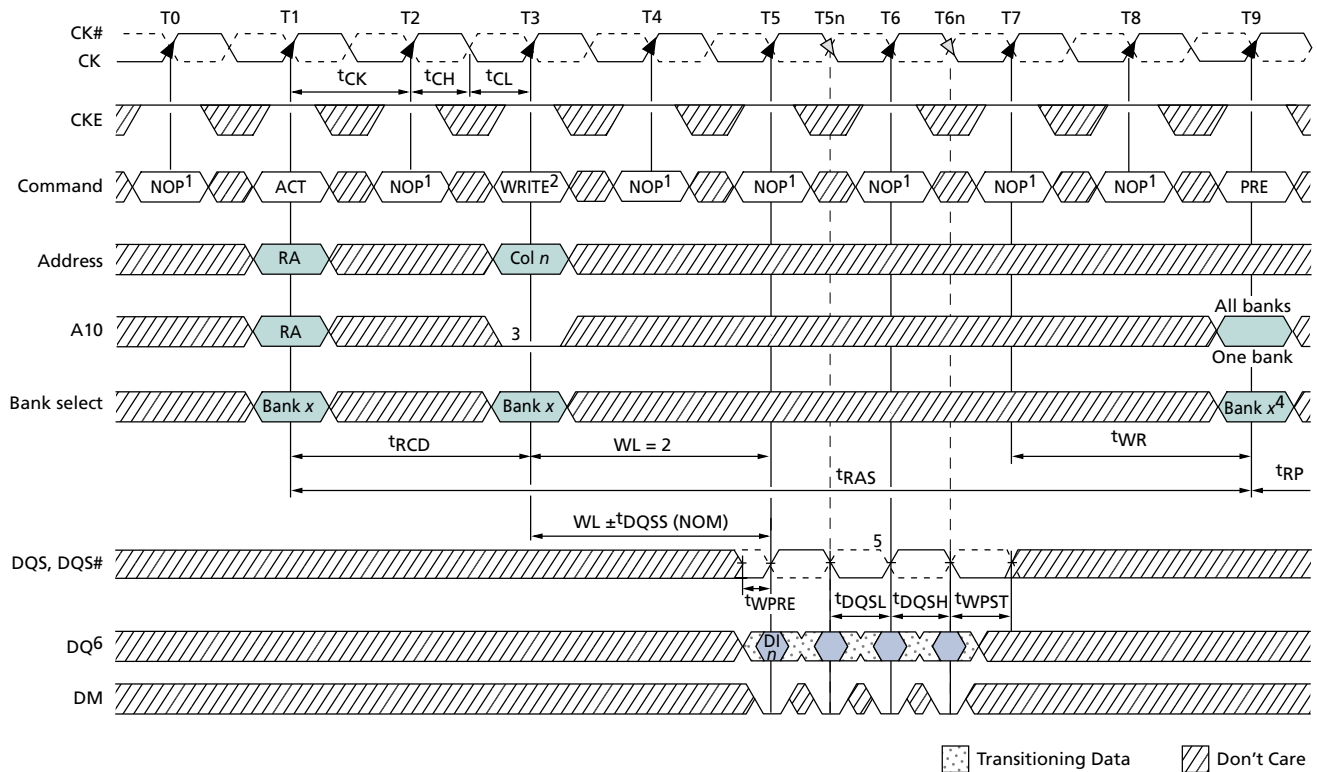 T0 T1 T2 T3 T4 T5 T5n T6 T6n T7 T8 T9
CK#
CK
tCK tCH tCL
CKE
Command NOP1 ACT NOP1 WRITE2 NOP1 NOP1 NOP1 NOP1 NOP1 PRE
Address RA Col n
All banks
A10 RA 3
One bank
Bank select Bank x Bank x Bank x4
tRCD WL = 2 tWR
tRAS tRP
WL ±tDQSS (NOM)
5
DQS, DQS#
tWPRE tDQSL tDQSH tWPST
DQ6 DI
n
DM
Transitioning Data Don't Care